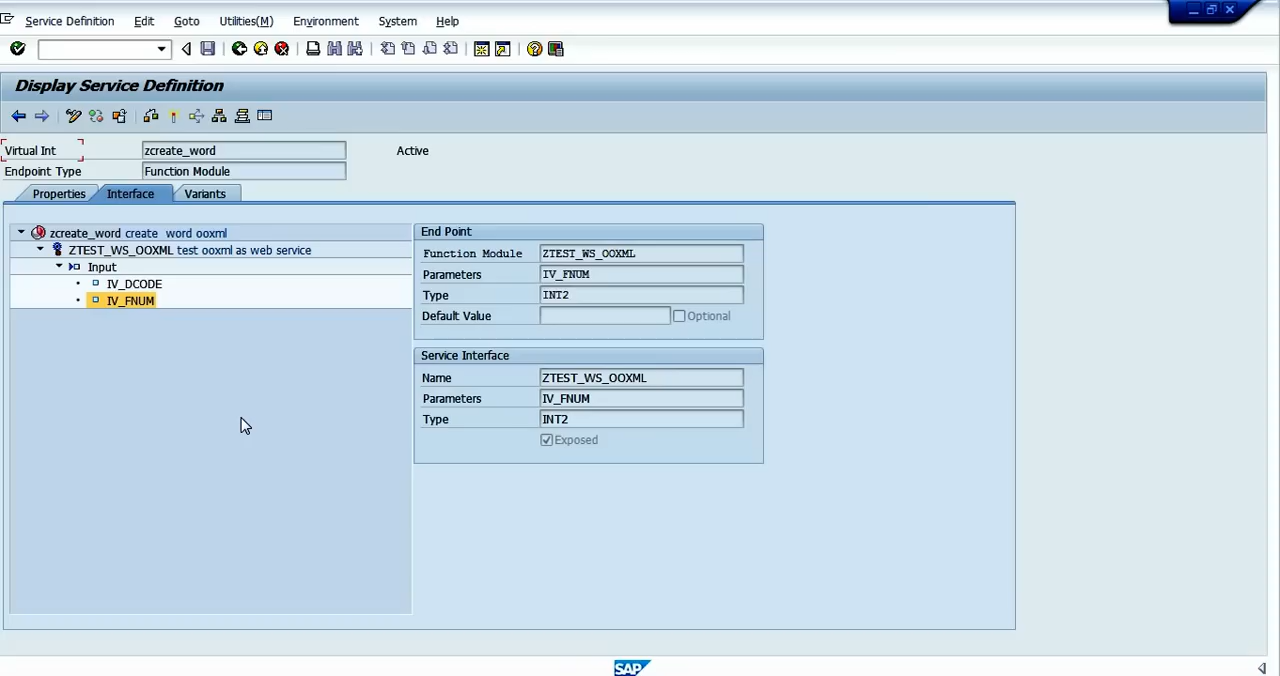 Service Definition Edit Goto Utilities(M) Environment System Help
Display Service Definition
Virtual Int zcreate_word Active
Endpoint Type Function Module
Properties Interface Variants
zcreate_word create word ooxml
ZTEST_WS_OOXML test ooxml as web service
Input
IV_DCODE
IV_FNUM
End Point
Function Module ZTEST_WS_OOXML
Parameters IV_FNUM
Type INT2
Default Value Optional
Service Interface
Name ZTEST_WS_OOXML
Parameters IV_FNUM
Type INT2
Exposed
SAP